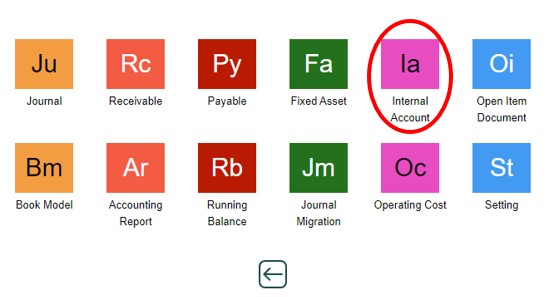 Ju Rc Py Fa Ia Oi
Journal Receivable Payable Fixed Asset Internal Open Item
Account Document
Bm Ar Rb Jm Oc St
Book Model Accounting Running Journal Operating Cost Setting
Report Balance Migration